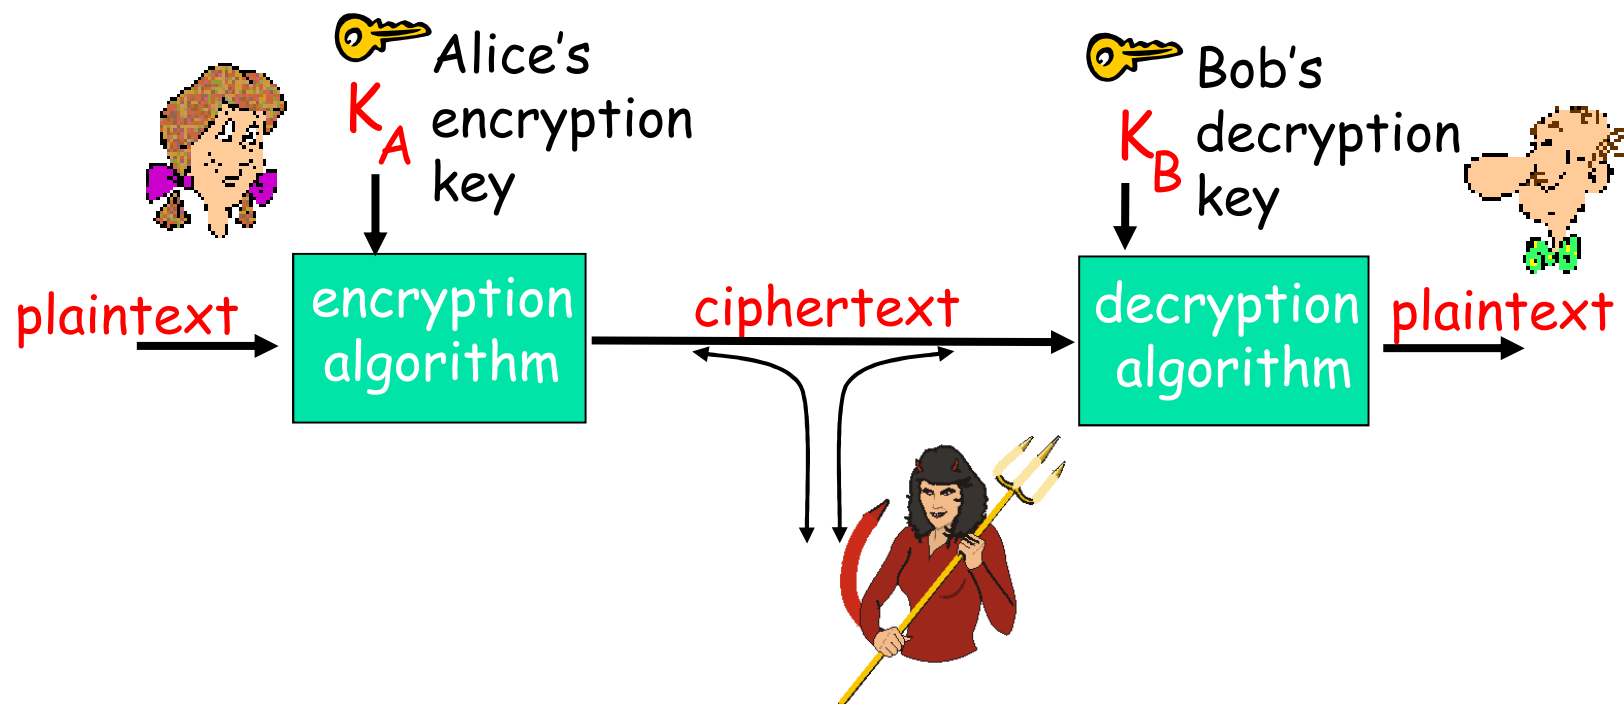 Alice's
encryption
key
K
A
Bob's
decryption
key
K
B
plaintext
encryption
algorithm
ciphertext
decryption
algorithm
plaintext